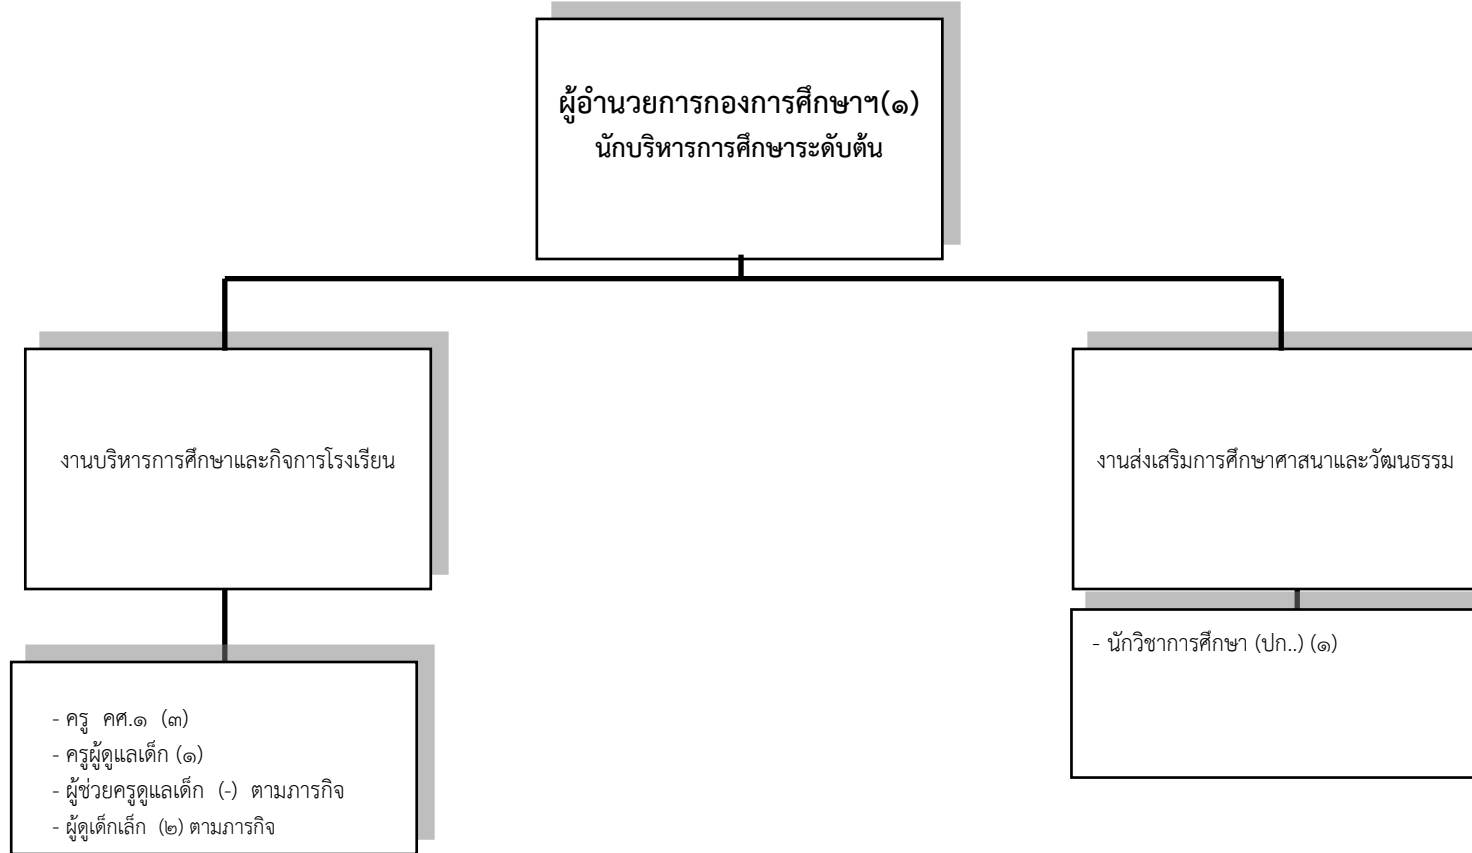 ผู้อำนวยการกองการศึกษาฯ(๑)
นักบริหารการศึกษาระดับต้น
งานบริหารการศึกษาและกิจการโรงเรียน
งานส่งเสริมการศึกษาศาสนาและวัฒนธรรม
- ครู คศ.๑ (๓)
- ครูผู้ดูแลเด็ก (๑)
- ผู้ช่วยครูดูแลเด็ก (-) ตามภารกิจ
- ผู้ดูเด็กเล็ก (๒) ตามภารกิจ
- นักวิชาการศึกษา (ปก..) (๑)